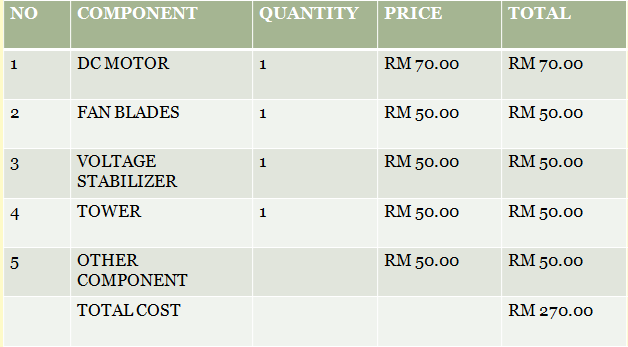 NO COMPONENT QUANTITY PRICE TOTAL
1 DC MOTOR 1 RM 70.00 RM 70.00
2 FAN BLADES 1 RM 50.00 RM 50.00
3 VOLTAGE STABILIZER 1 RM 50.00 RM 50.00
4 TOWER 1 RM 50.00 RM 50.00
5 OTHER COMPONENT RM 50.00 RM 50.00
TOTAL COST RM 270.00